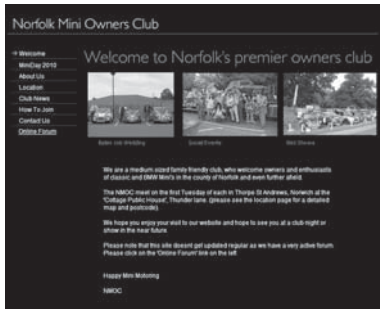 Norfolk Mini Owners Club
Welcome
MiniDay 2010
About Us
Location
Club News
How To Join
Contact Us
Online Forum
Welcome to Norfolk's premier owners club
Social Events
We are a medium sized family friendly club, who welcome owners and enthusiasts
of classic and BMW Mini's in the county of Norfolk and even further afield.
The NMOC meet on the first Tuesday of each in Thorpe St Andrews, Norwich at the
'Cottage Public House', Thunder lane. (please see the location page for a detailed
map and postcode).
We hope you enjoy your visit to our website and hope to see you at a club night or
show in the near future.
Please note that this site doesnt get updated regular as we have a very active forum.
Please click on the 'Online Forum' link on the left.
Happy Mini Motoring
NMOC